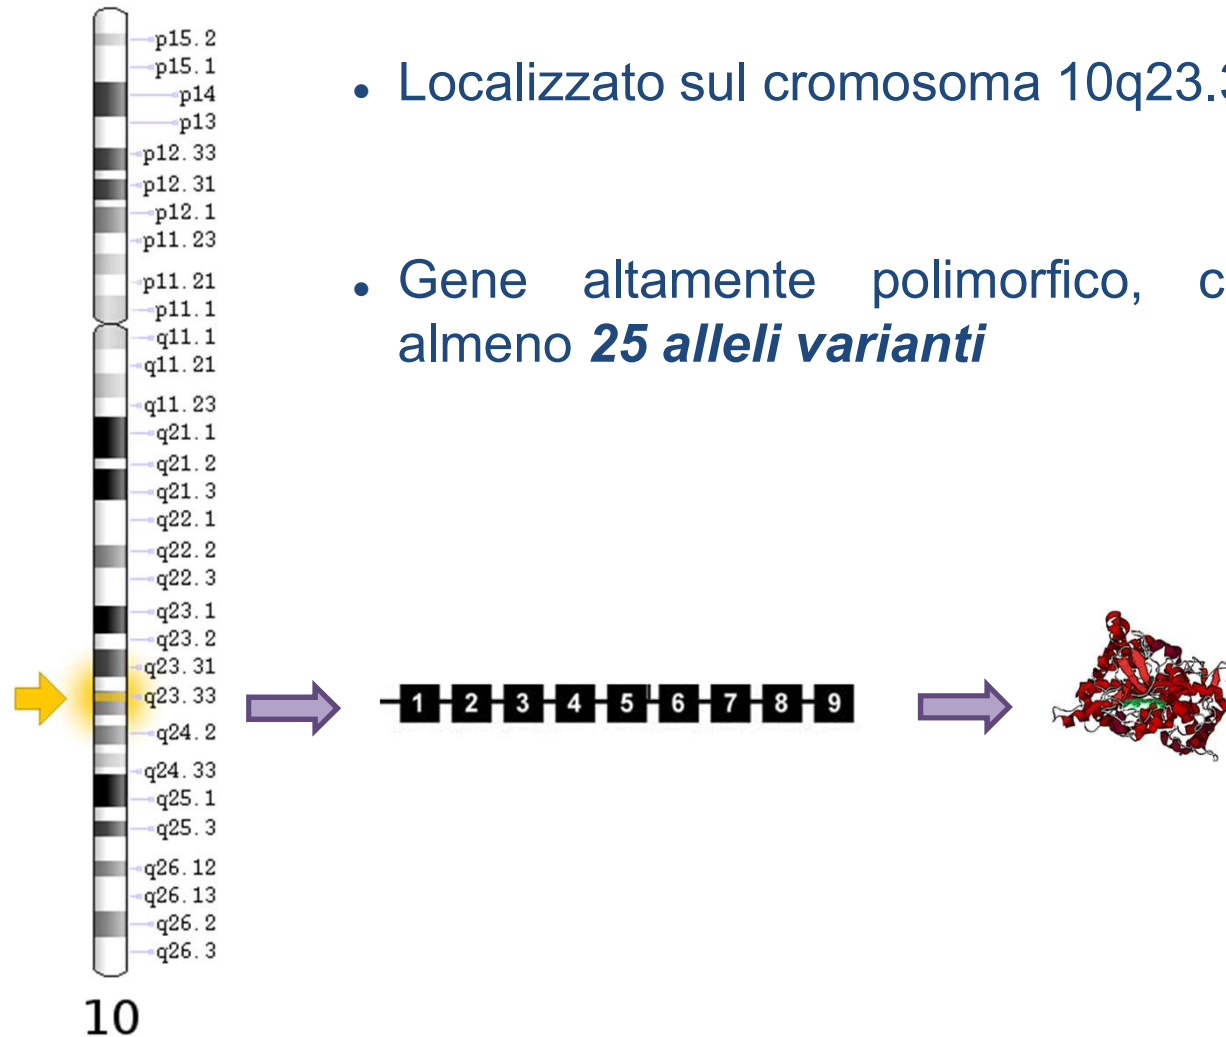 p15.2
p15.1
p14
p13
p12.33
p12.31
p12.1
p11.23
p11.21
p11.1
q11.1
q11.21
q11.23
q21.1
q21.2
q21.3
q22.1
q22.2
q22.3
q23.1
q23.2
q23.31
q23.33
q24.2
q24.33
q25.1
q25.3
q26.12
q26.13
q26.2
q26.3
10
• Localizzato sul cromosoma 10q23.3
• Gene altamente polimorfico, c
almeno 25 alleli varianti
1 2 3 4 5 6 7 8 9